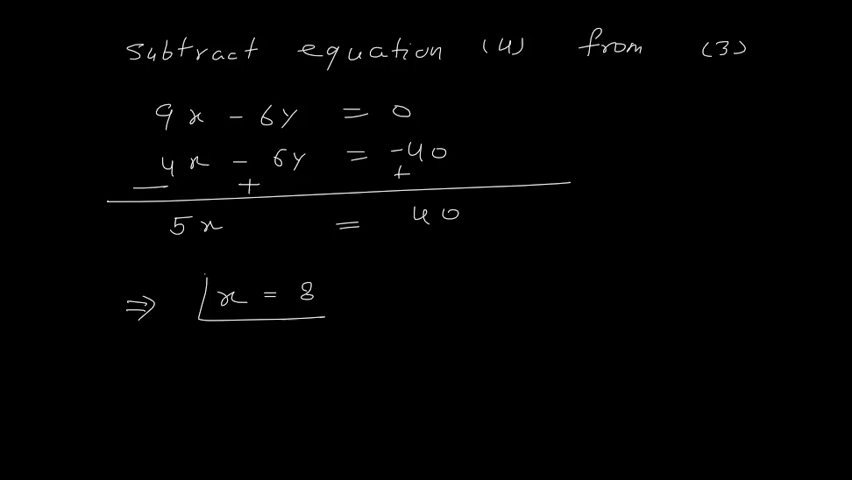 subtract equation (4) from (3)
9x - 6y = 0
4x - 6y = -40
- + +
5x = 40
⇒ x = 8